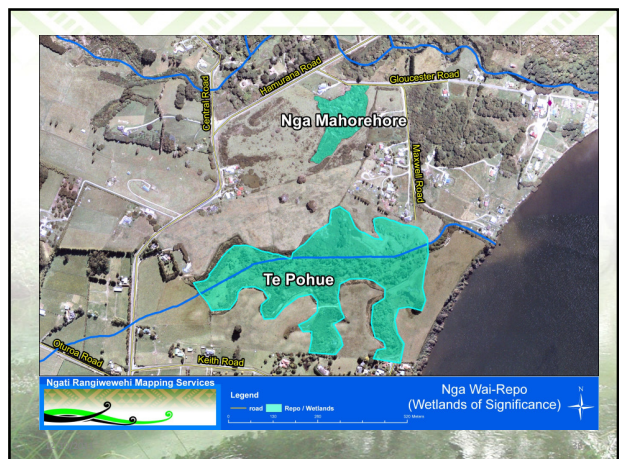 Hamurana Road
Gloucester Road
Central Road
Nga Mahorehore
Maxwell Road
Te Pohue
Oturoa Road
Keith Road
Ngati Rangiwewehi Mapping Services
Legend
road
Repo / Wetlands
Nga Wai-Repo
(Wetlands of Significance)
N
0